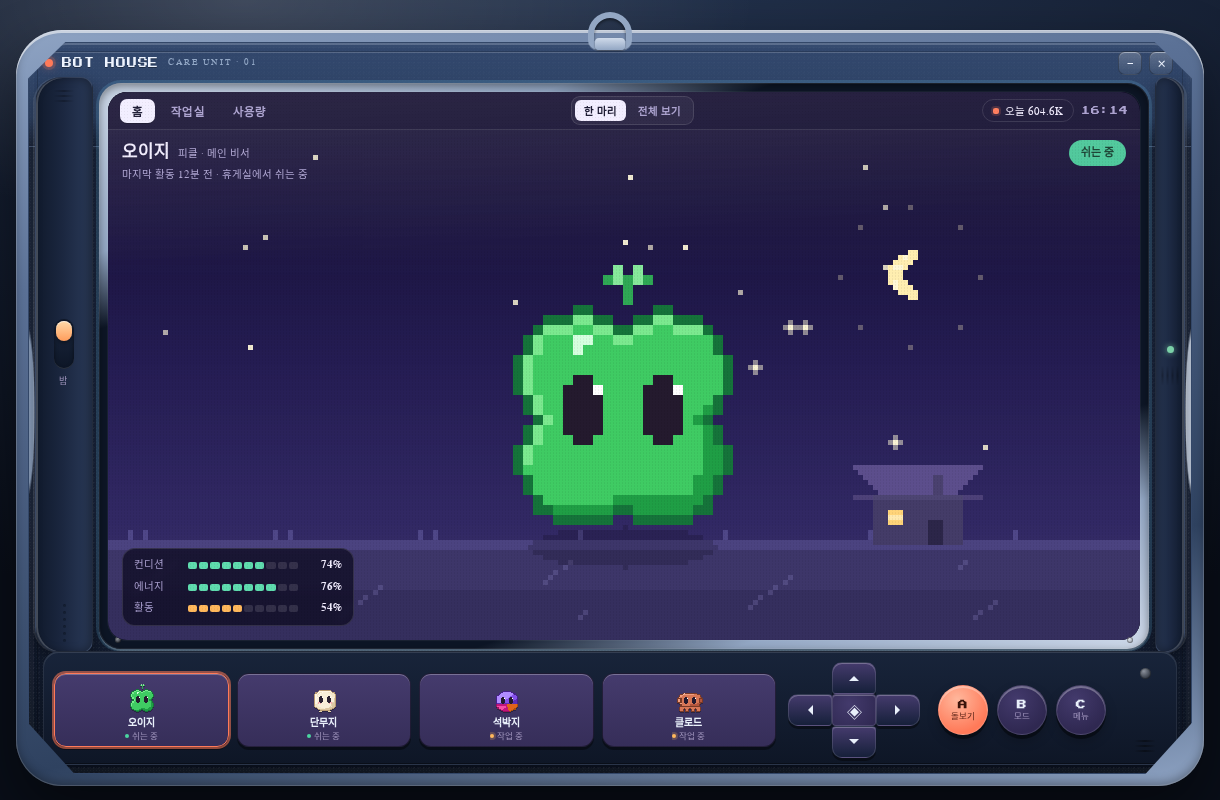 BOT HOUSE CARE UNIT · 01
홈 작업실 사용량 한 마리 전체 보기 오늘 604.6K 16:14
오이지 피클 · 메인 비서 쉬는 중
마지막 활동 12분 전 · 휴게실에서 쉬는 중
밤
컨디션 74%
에너지 76%
활동 54%
오이지 단무지 석박지 클로드
쉬는 중 쉬는 중 작업 중 작업 중
A B C
돌보기 모드 메뉴